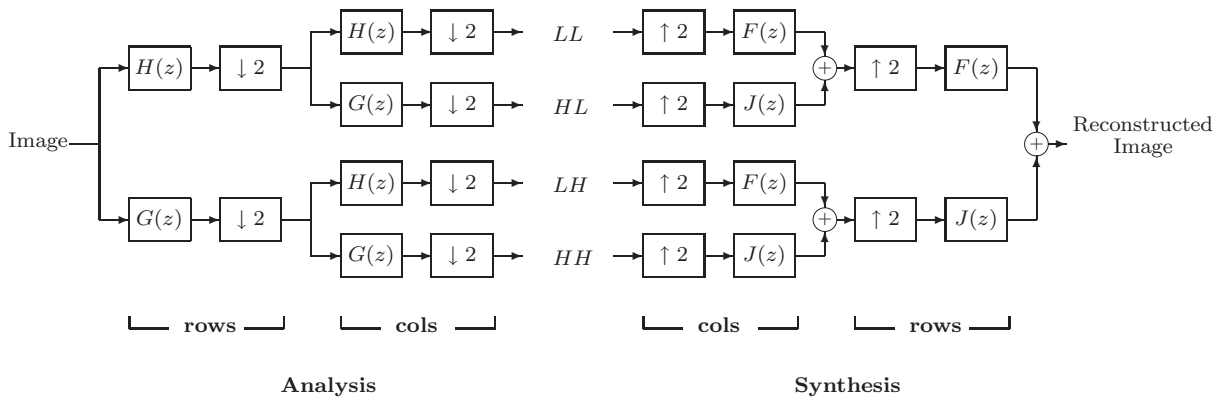 H(z) ↓ 2 LL ↑ 2 F(z)
H(z) ↓ 2 + ↑ 2 F(z)
G(z) ↓ 2 HL ↑ 2 J(z)
Image + Reconstructed
Image
H(z) ↓ 2 LH ↑ 2 F(z)
G(z) ↓ 2 + ↑ 2 J(z)
G(z) ↓ 2 HH ↑ 2 J(z)
rows cols cols rows
Analysis Synthesis